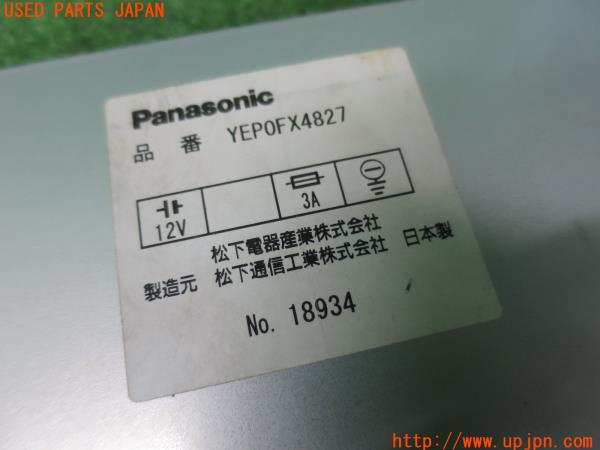 USED PARTS JAPAN
Panasonic
品 番 YEP0FX4827
12V 3A
松下電器産業株式会社
製造元 松下通信工業株式会社 日本製
No. 18934
http://www.upjpn.com